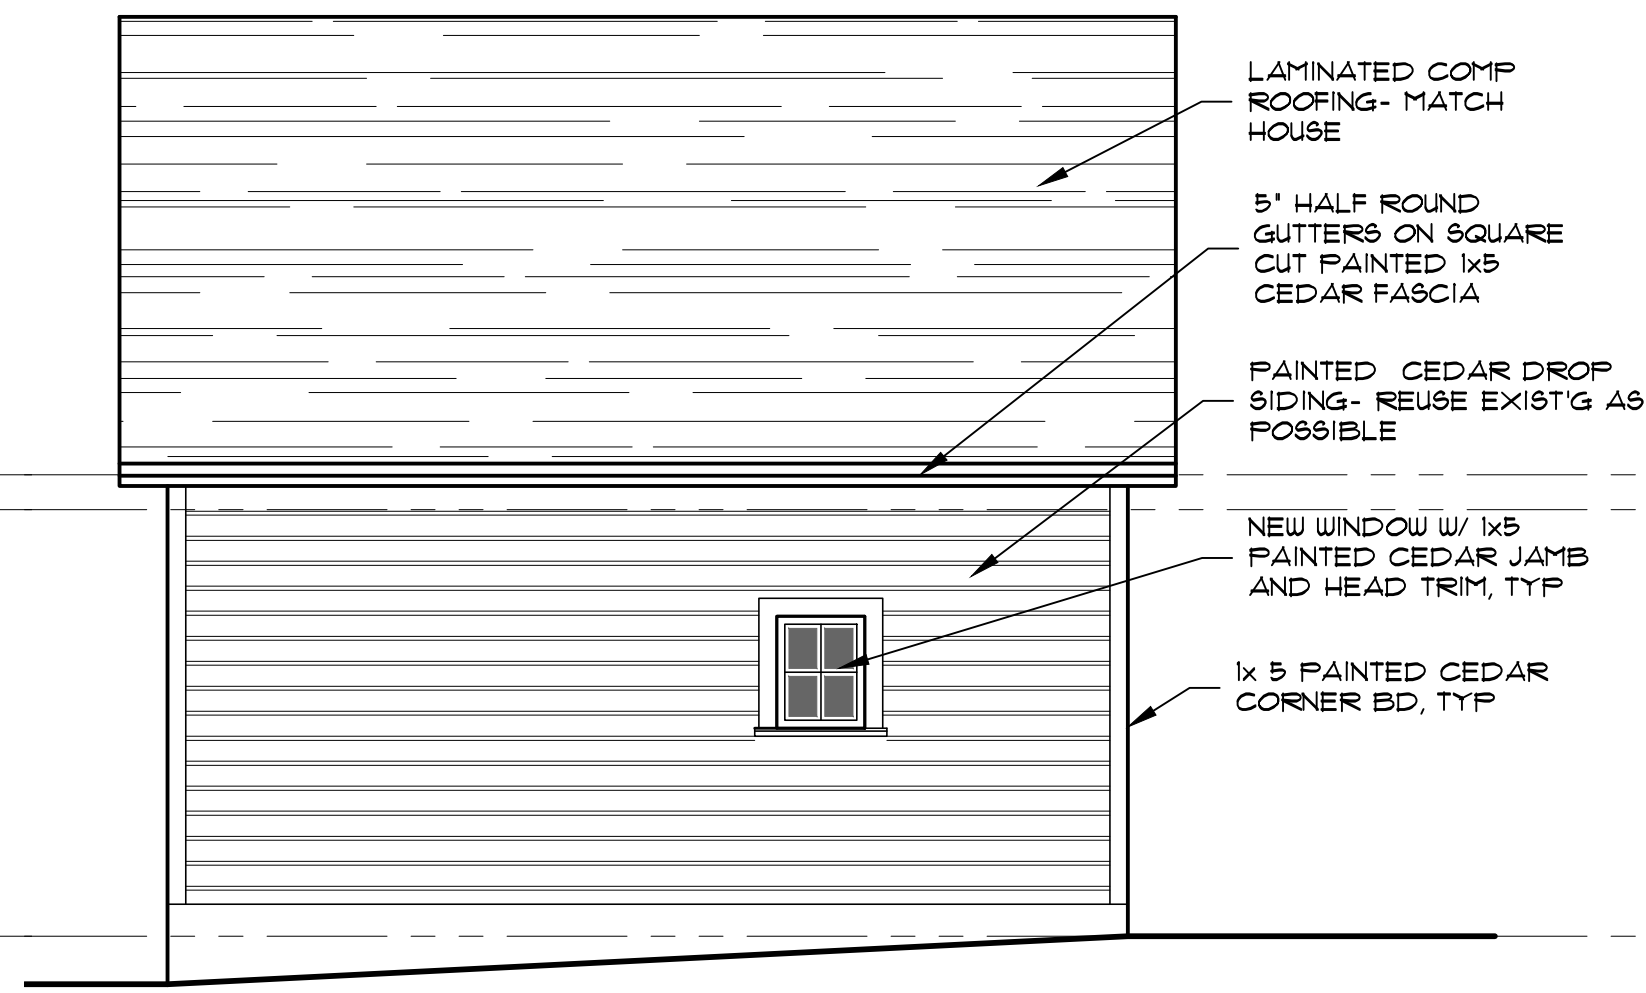 LAMINATED COMP
ROOFING- MATCH
HOUSE
5" HALF ROUND
GUTTERS ON SQUARE
CUT PAINTED 1x5
CEDAR FASCIA
PAINTED CEDAR DROP
SIDING- REUSE EXIST'G AS
POSSIBLE
NEW WINDOW W/ 1x5
PAINTED CEDAR JAMB
AND HEAD TRIM, TYP
1x 5 PAINTED CEDAR
CORNER BD, TYP